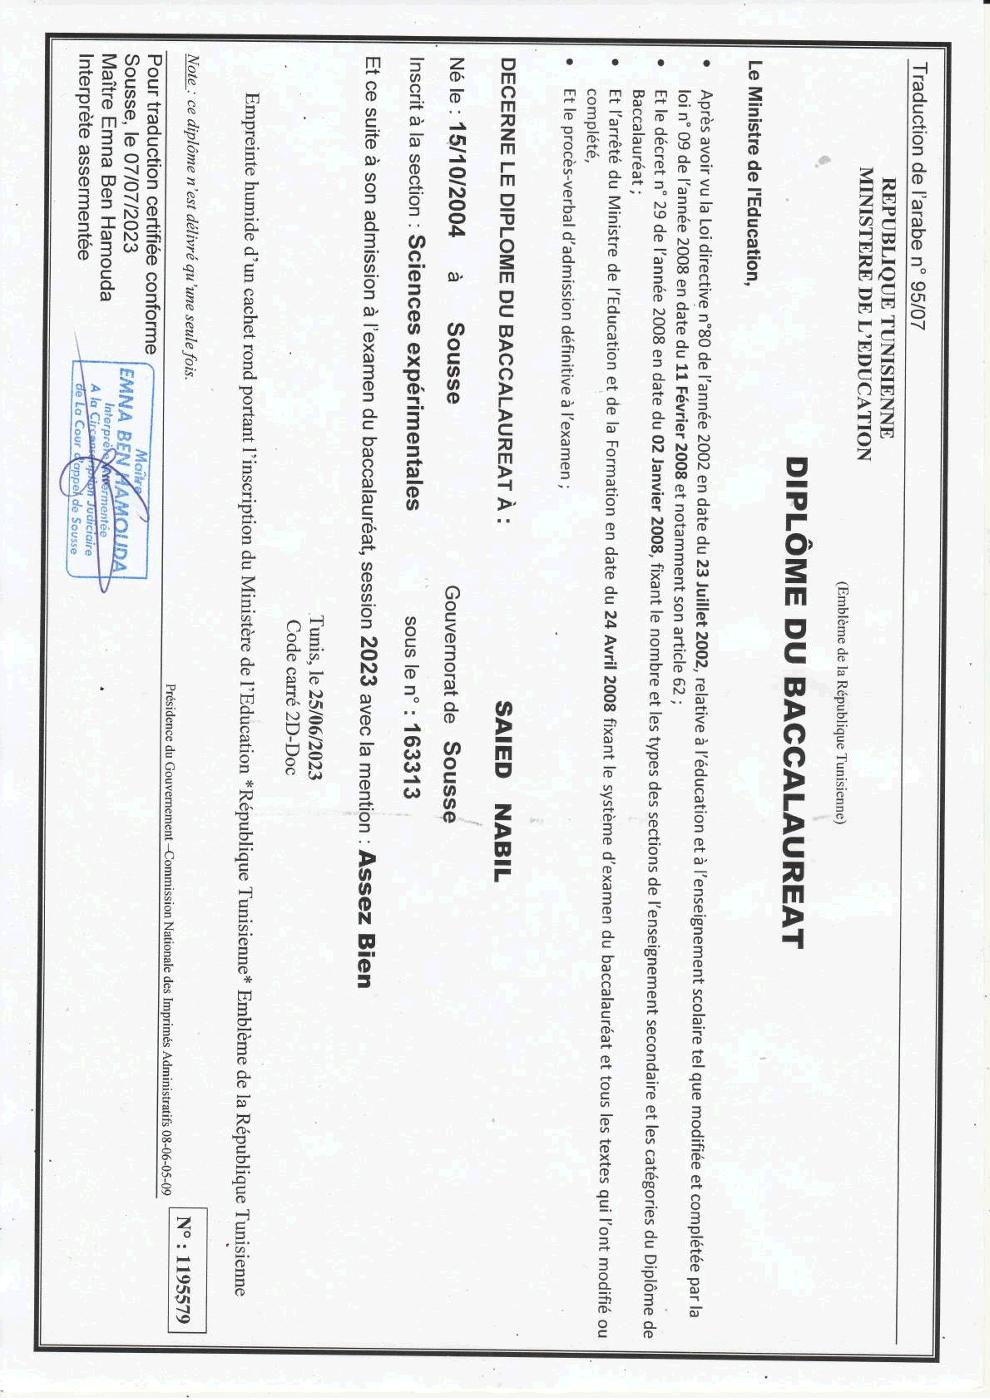 Traduction de l'arabe n° 95/07
REPUBLIQUE TUNISIENNE
MINISTERE DE L'EDUCATION
(Emblème de la République Tunisienne)
DIPLÔME DU BACCALAUREAT
Le Ministre de l'Education,
• Après avoir vu la Loi directive n°80 de l'année 2002 en date du 23 Juillet 2002, relative à l'éducation et à l'enseignement scolaire tel que modifiée et complétée par la
loi n° 09 de l'année 2008 en date du 11 Février 2008 et notamment son article 62 ;
• Et le décret n° 29 de l'année 2008 en date du 02 Janvier 2008, fixant le nombre et les types des sections de l'enseignement secondaire et les catégories du Diplôme de
Baccalauréat ;
• Et l'arrêté du Ministre de l'Education et de la Formation en date du 24 Avril 2008 fixant le système d'examen du baccalauréat et tous les textes qui l'ont modifié ou
complété,
• Et le procès-verbal d'admission définitive à l'examen ;
DECERNE LE DIPLOME DU BACCALAUREAT À : SAIED NABIL
Né le : 15/10/2004 à Sousse Gouvernorat de Sousse
Inscrit à la section : Sciences expérimentales sous le n° : 163313
Et ce suite à son admission à l'examen du baccalauréat, session 2023 avec la mention : Assez Bien
Tunis, le 25/06/2023
Code carré 2D-Doc
Empreinte humide d'un cachet rond portant l'inscription du Ministère de l'Education *République Tunisienne* Emblème de la République Tunisienne
Note : ce diplôme n'est délivré qu'une seule fois.
N° : 1195579
Présidence du Gouvernement –Commission Nationale des Imprimés Administratifs 08-06-05-09
Pour traduction certifiée conforme
Sousse, le 07/07/2023
Maître Emna Ben Hamouda
Interprète assermentée
Maître
EMNA BEN HAMOUDA
Interprète Assermentée
A la Circonscription Judiciaire
de La Cour d'appel de Sousse